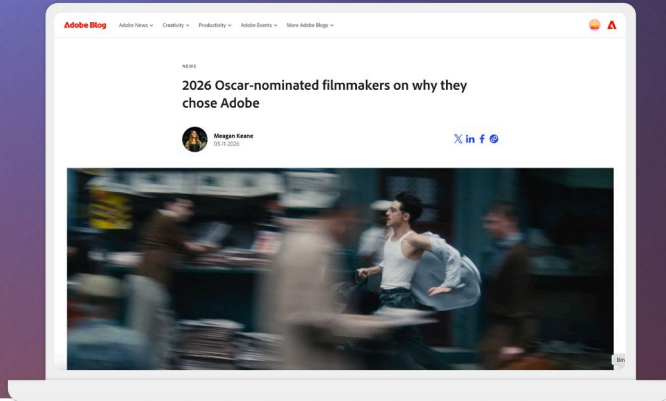 Adobe Blog Adobe News Creativity Productivity Adobe Events More Adobe Blogs
NEWS
2026 Oscar-nominated filmmakers on why they
chose Adobe
Meagan Keane
03-11-2026
Bin